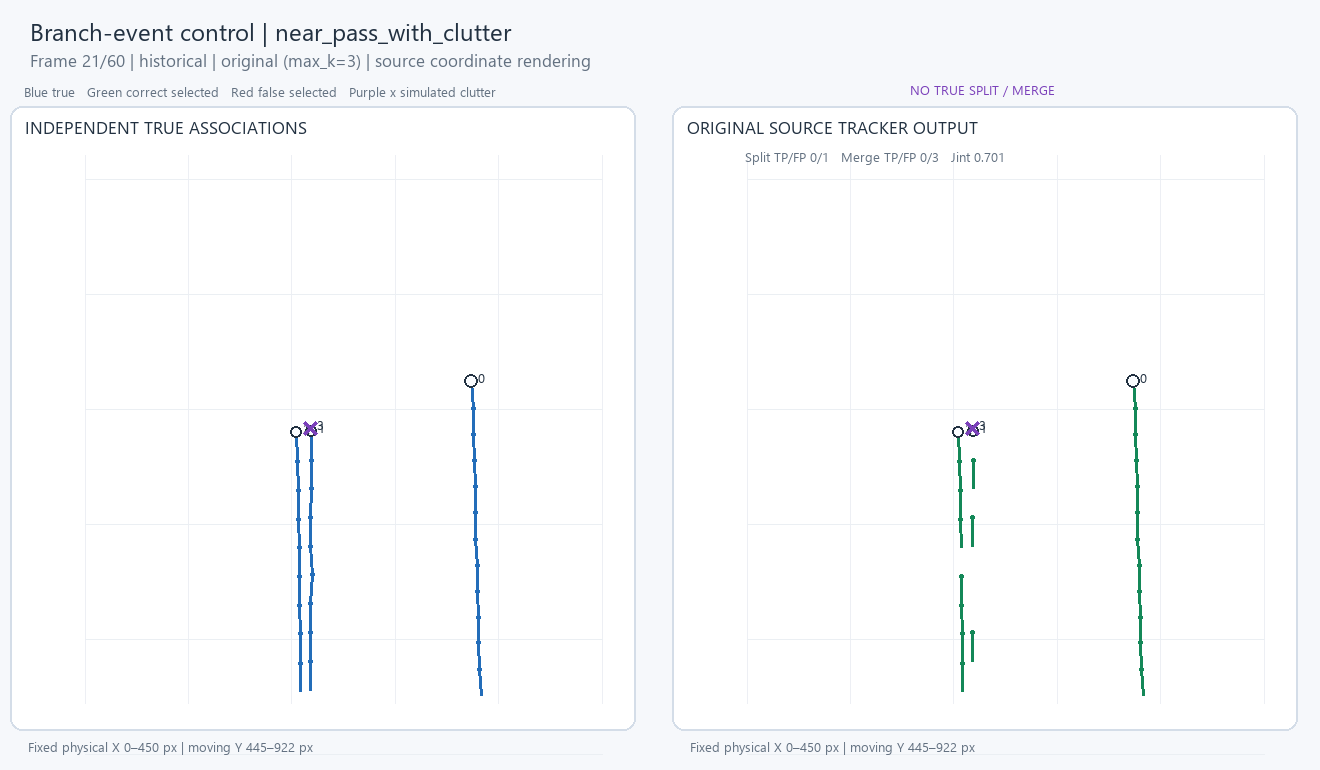 Branch-event control | near_pass_with_clutter
Frame 21/60 | historical | original (max_k=3) | source coordinate rendering
Blue true Green correct selected Red false selected Purple x simulated clutter
NO TRUE SPLIT / MERGE
INDEPENDENT TRUE ASSOCIATIONS
0
3
Fixed physical X 0–450 px | moving Y 445–922 px
ORIGINAL SOURCE TRACKER OUTPUT
Split TP/FP 0/1 Merge TP/FP 0/3 Jint 0.701
0
3
Fixed physical X 0–450 px | moving Y 445–922 px